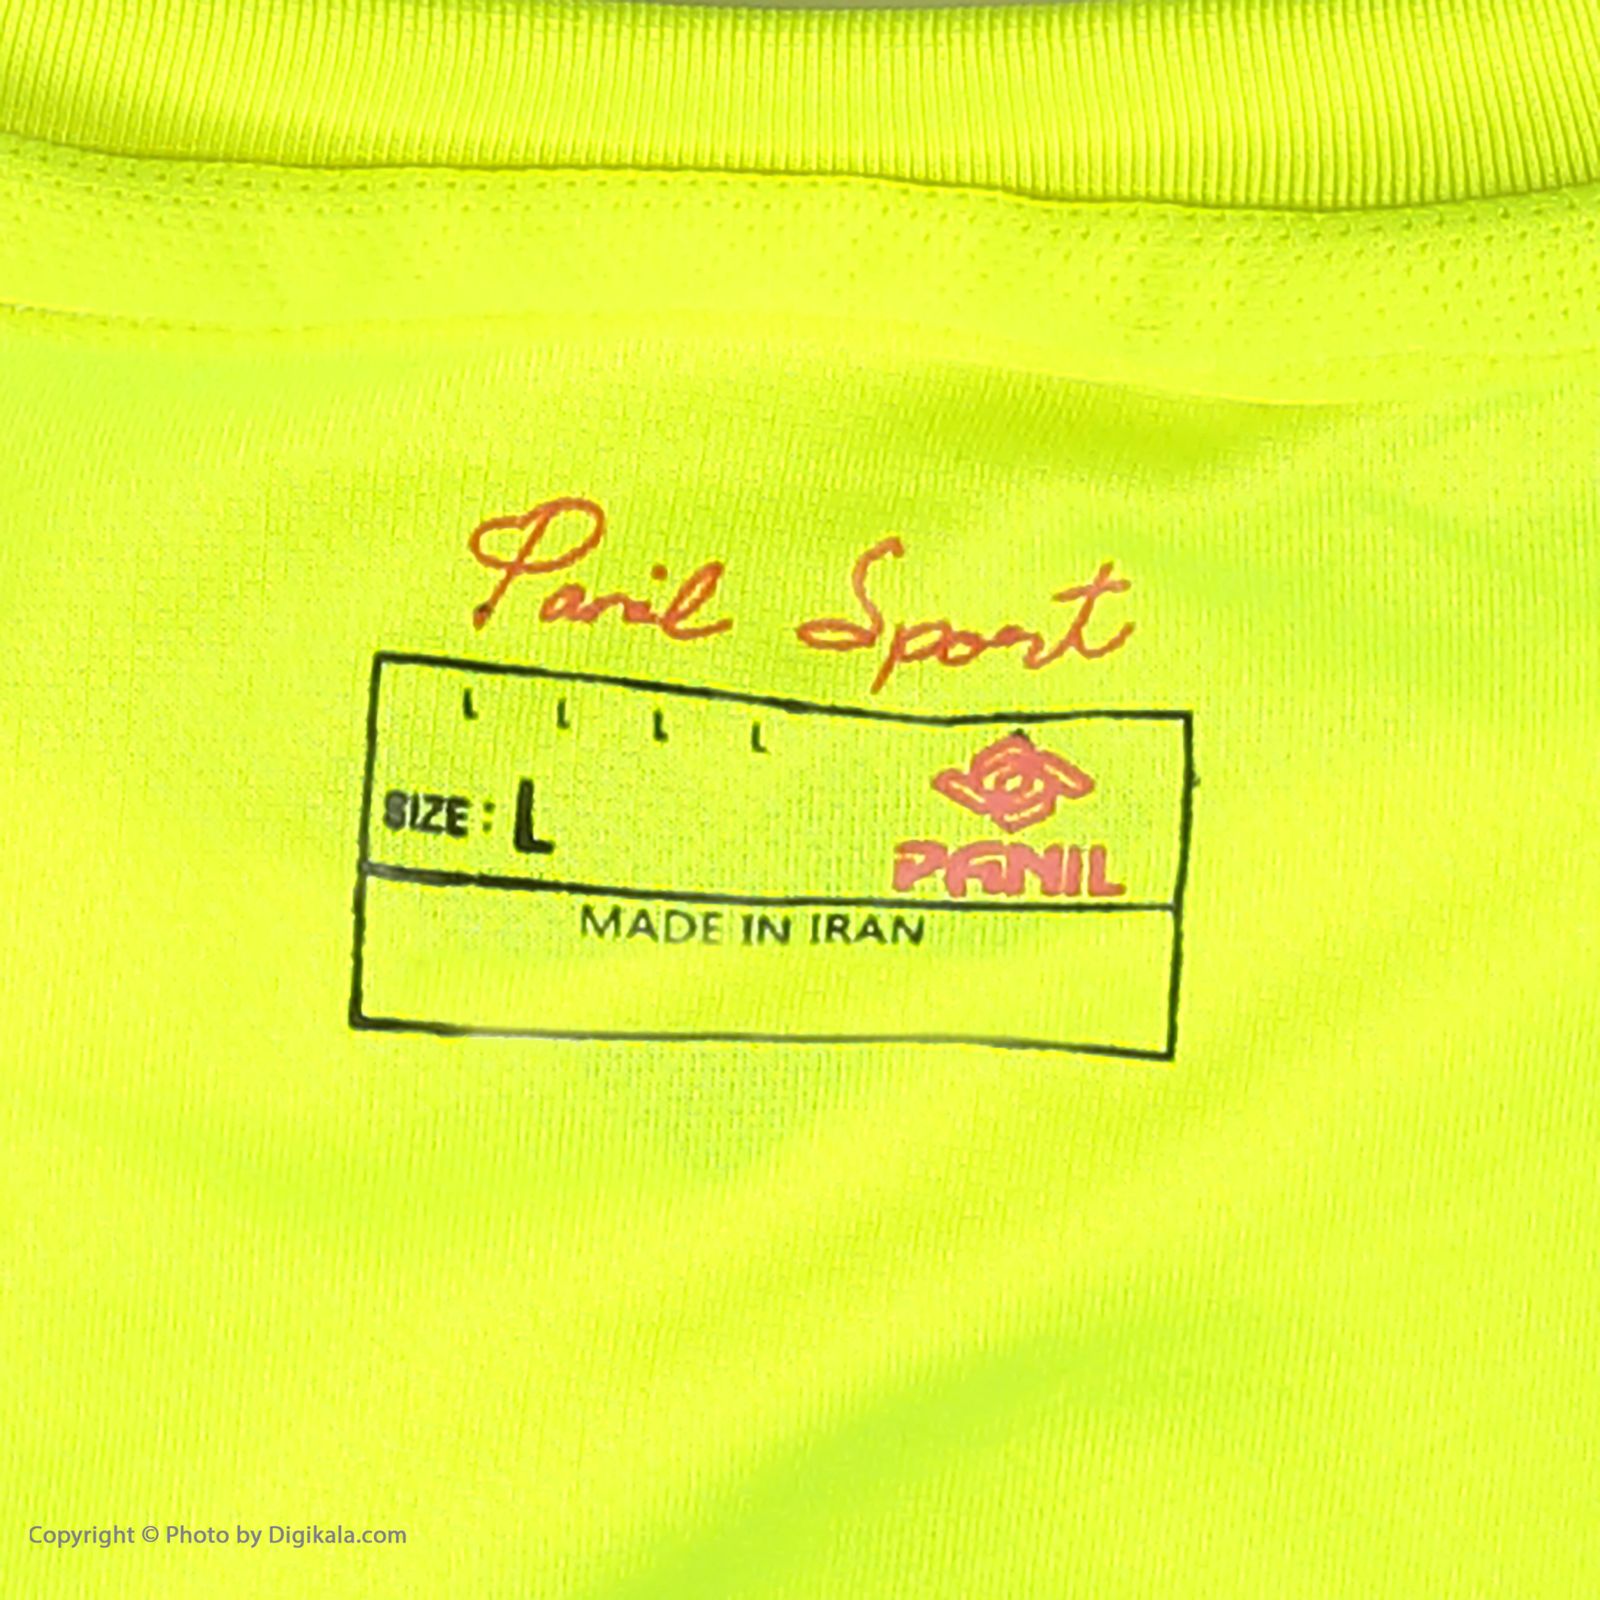 Panil Sport
L L L L
SIZE : L
PANIL
MADE IN IRAN
Copyright © Photo by Digikala.com